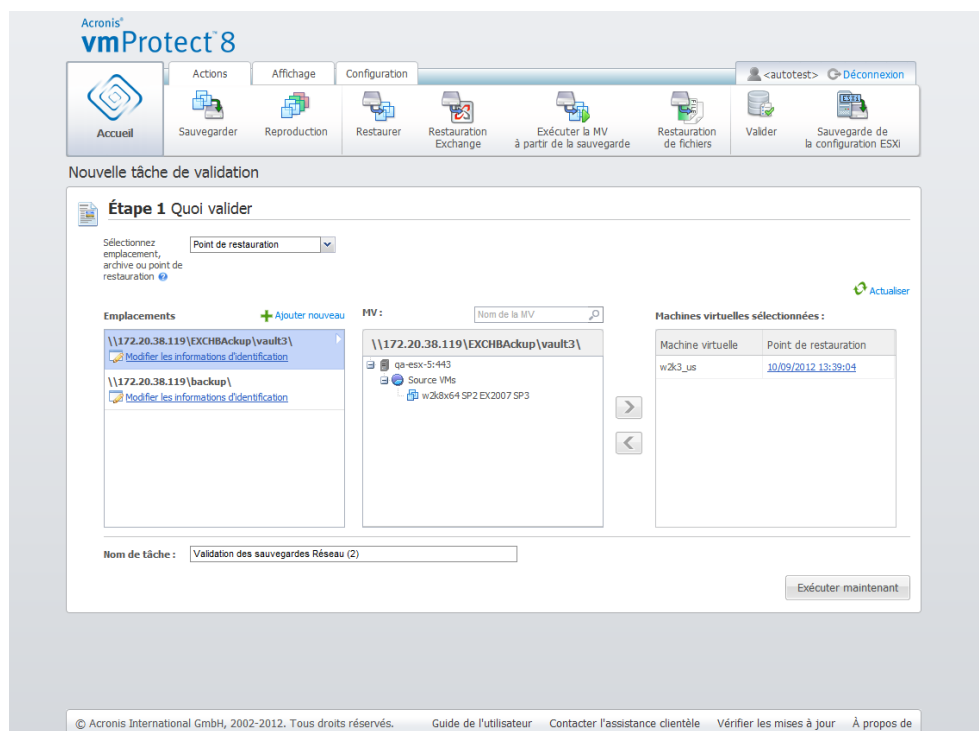 Acronis®
vmProtect™ 8
Actions
Affichage
Configuration
<autotest>
Déconnexion
Accueil
Sauvegarder
Reproduction
Restaurer
Restauration
Exchange
Exécuter la MV
à partir de la sauvegarde
Restauration
de fichiers
Valider
Sauvegarde de
la configuration ESXi
Nouvelle tâche de validation
Étape 1 Quoi valider
Sélectionnez
emplacement,
archive ou point de
restauration
Point de restauration
Actualiser
Emplacements
Ajouter nouveau
\\172.20.38.119\EXCHBAckup\vault3\
Modifier les informations d'identification
\\172.20.38.119\backup\
Modifier les informations d'identification
MV :
Nom de la MV
\\172.20.38.119\EXCHBAckup\vault3\
qa-esx-5:443
Source VMs
w2k8x64 SP2 EX2007 SP3
Machines virtuelles sélectionnées :
Machine virtuelle
Point de restauration
w2k3_us
10/09/2012 13:39:04
Nom de tâche :
Validation des sauvegardes Réseau (2)
Exécuter maintenant
© Acronis International GmbH, 2002-2012. Tous droits réservés.
Guide de l'utilisateur
Contacter l'assistance clientèle
Vérifier les mises à jour
À propos de